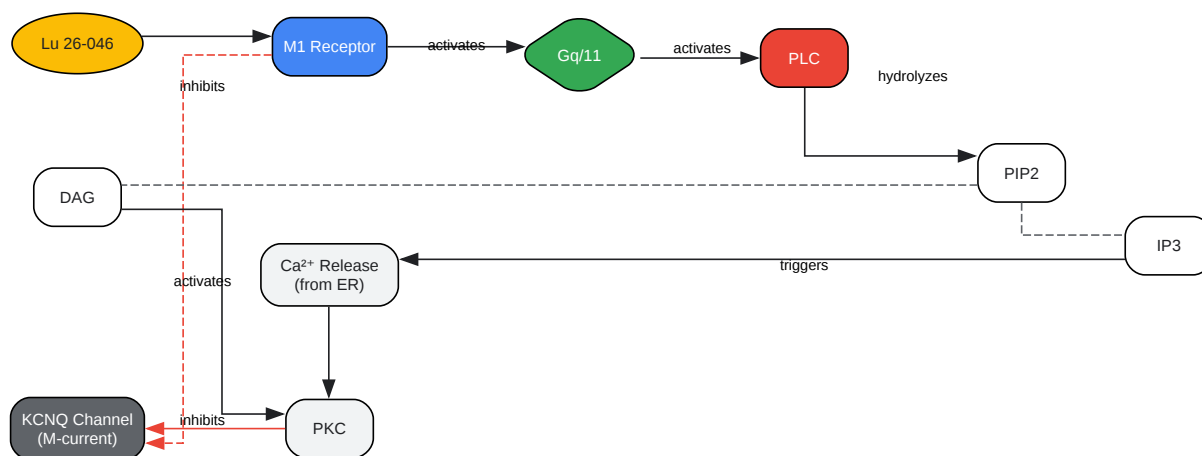 Lu 26-046
M1 Receptor
activates
Gq/11
activates
PLC
hydrolyzes
inhibits
PIP2
DAG
IP3
Ca²⁺ Release
(from ER)
triggers
activates
KCNQ Channel
(M-current)
inhibits
PKC